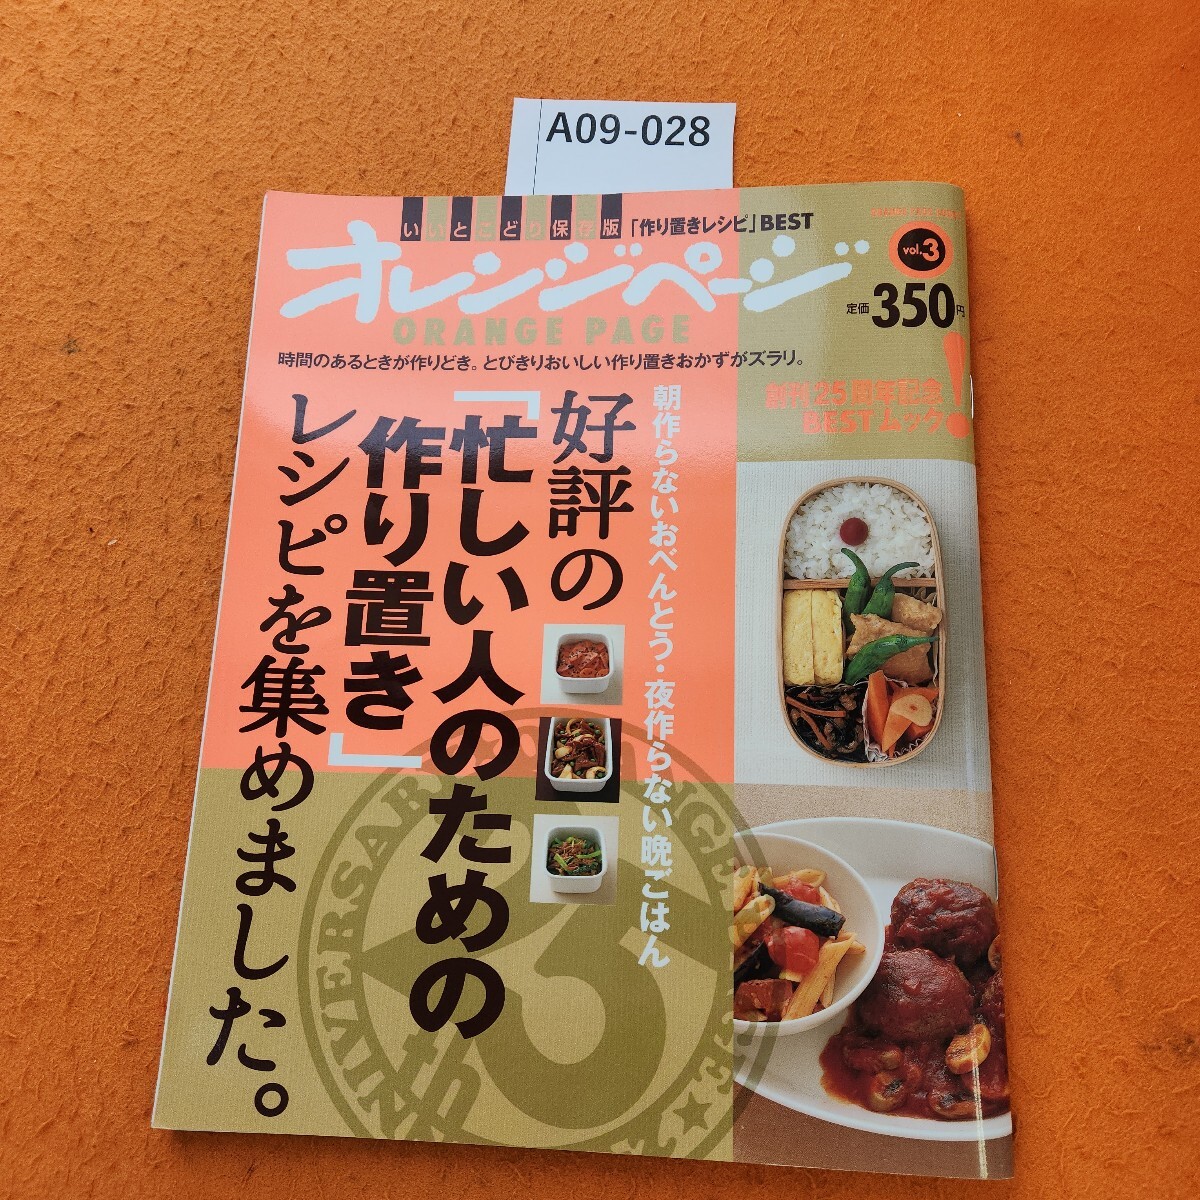 A09-028
いいとこどり保存版「作り置きレシピ」BEST
vol.3
オレンジページ
ORANGE PAGE
定価350円
時間のあるときが作りどき。とびきりおいしい作り置きおかずがズラリ。
創刊25周年記念
BESTムック!
朝作らないおべんとう・夜作らない晩ごはん
好評の
「忙しい人のための
作り置き」
レシピを集めました。